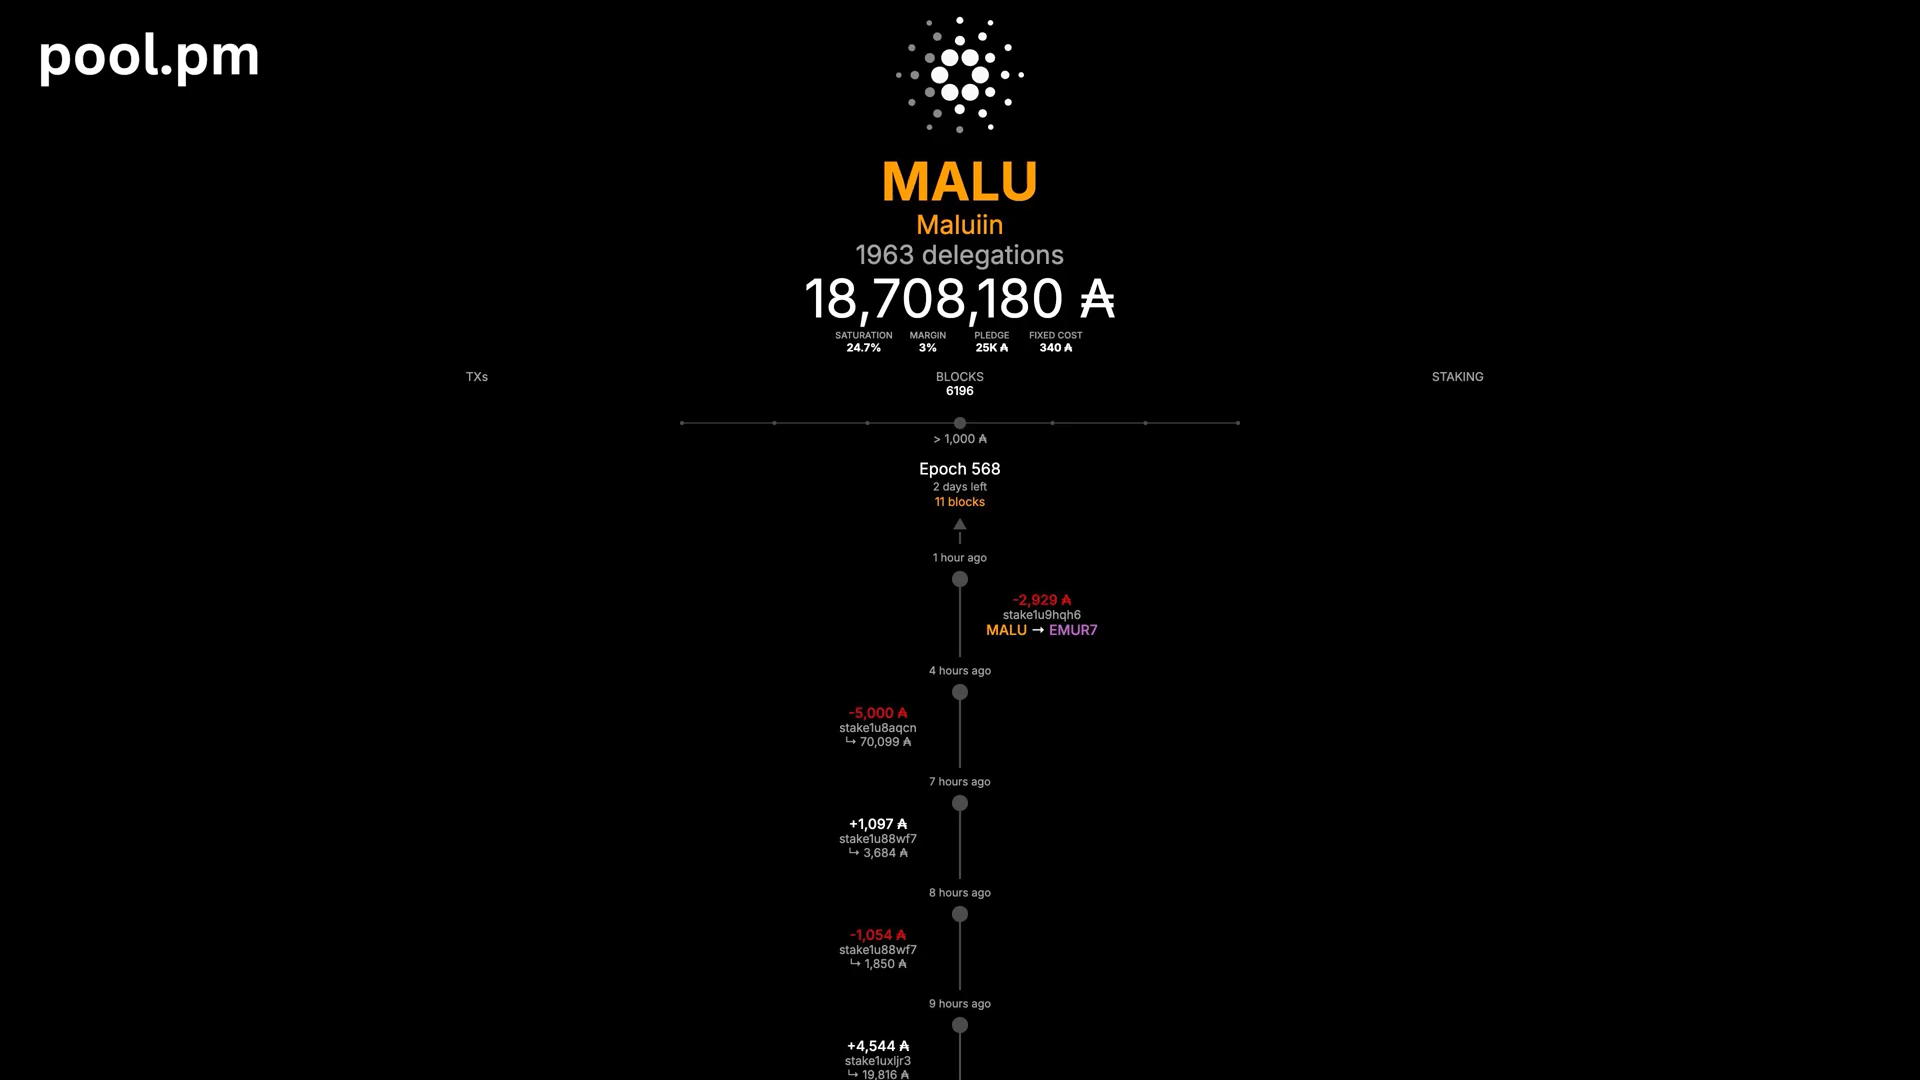 pool.pm
MALU
Maluiin
1963 delegations
18,708,180 ₳
SATURATION MARGIN PLEDGE FIXED COST
24.7% 3% 25K ₳ 340 ₳
TXs BLOCKS STAKING
6196
> 1,000 ₳
Epoch 568
2 days left
11 blocks
1 hour ago
-2,929 ₳
stake1u9hqh6
MALU → EMUR7
4 hours ago
-5,000 ₳
stake1u8aqcn
↳ 70,099 ₳
7 hours ago
+1,097 ₳
stake1u88wf7
↳ 3,684 ₳
8 hours ago
-1,054 ₳
stake1u88wf7
↳ 1,850 ₳
9 hours ago
+4,544 ₳
stake1uxljr3
↳ 19,816 ₳